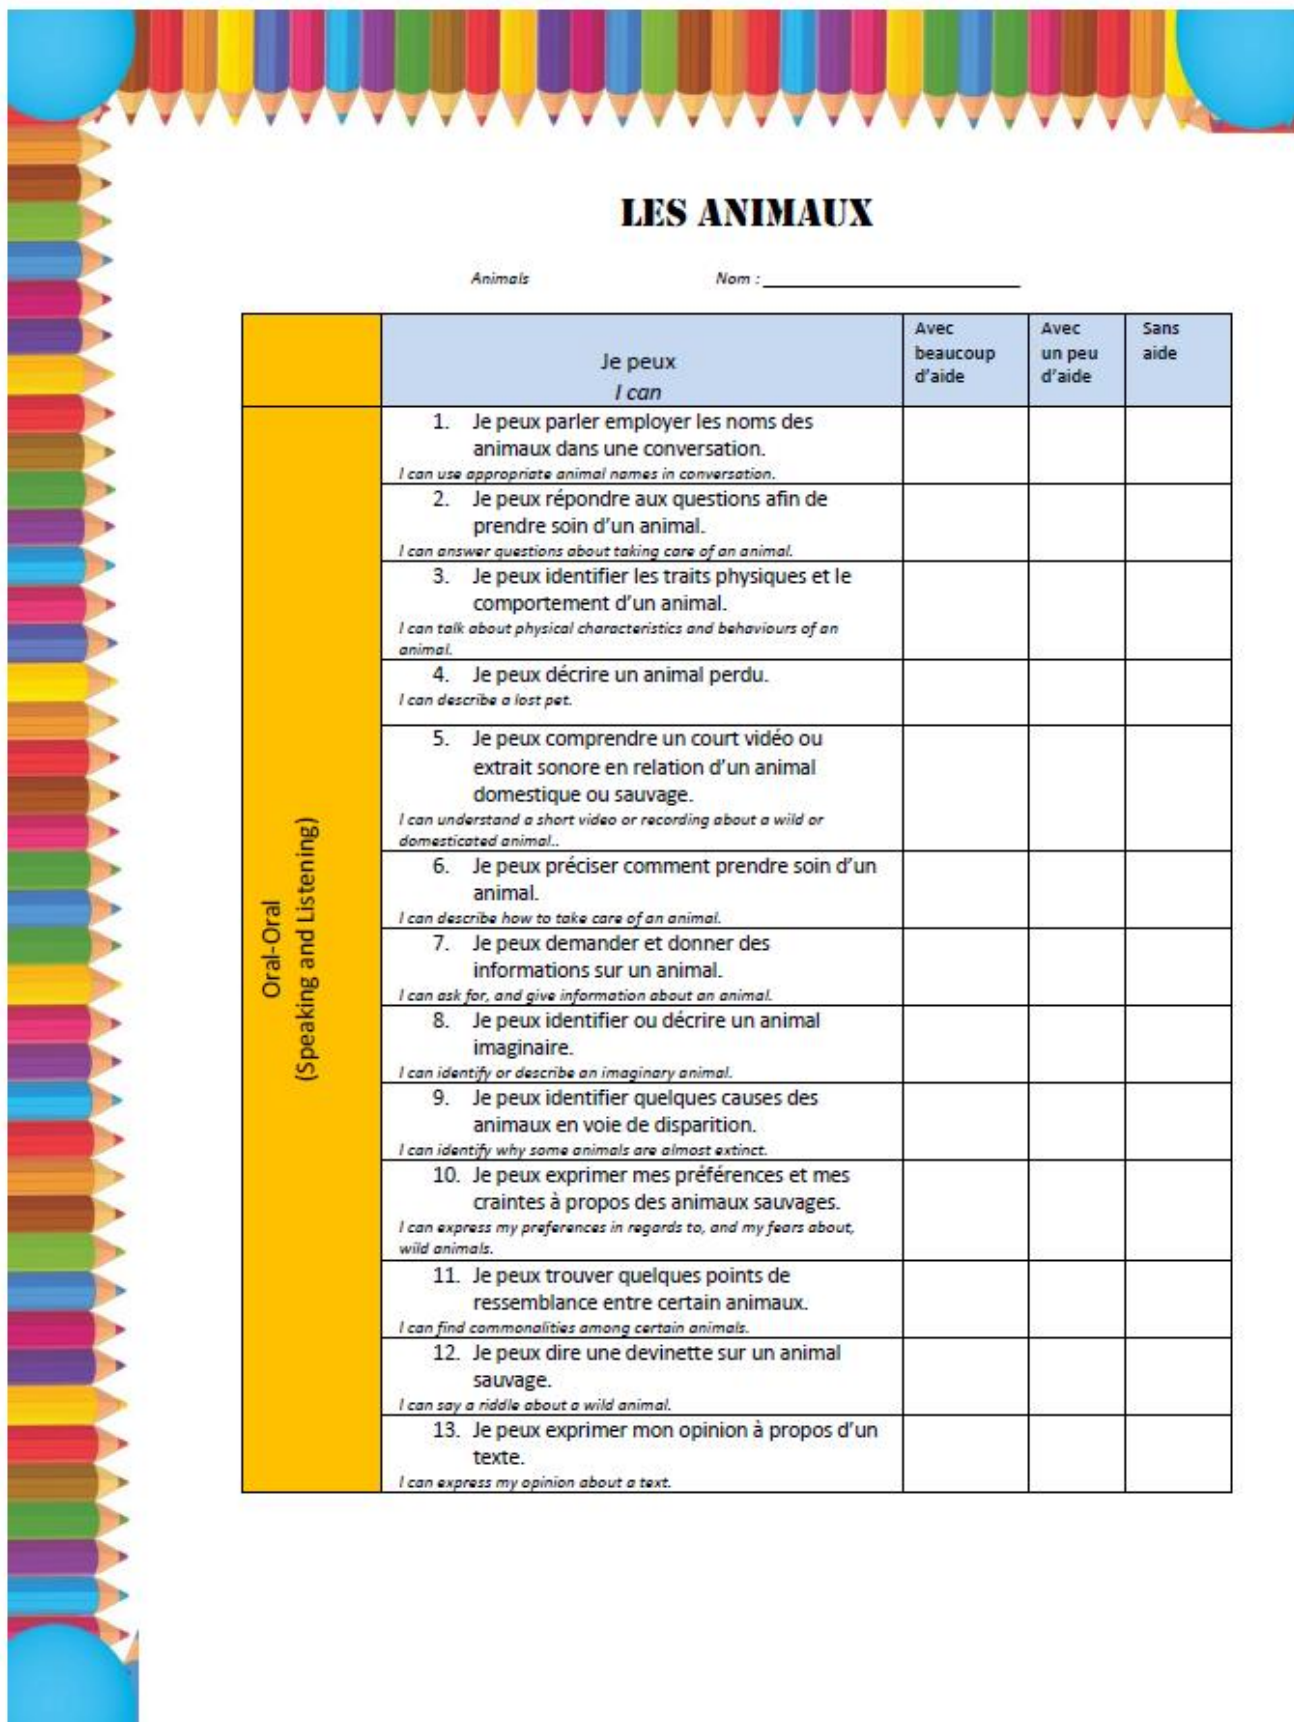 LES ANIMAUX
Animals Nom : ____________________
Je peux
I can
Avec
beaucoup
d'aide
Avec
un peu
d'aide
Sans
aide
Oral-Oral
(Speaking and Listening)
1. Je peux parler employer les noms des
animaux dans une conversation.
I can use appropriate animal names in conversation.
2. Je peux répondre aux questions afin de
prendre soin d'un animal.
I can answer questions about taking care of an animal.
3. Je peux identifier les traits physiques et le
comportement d'un animal.
I can talk about physical characteristics and behaviours of an
animal.
4. Je peux décrire un animal perdu.
I can describe a lost pet.
5. Je peux comprendre un court vidéo ou
extrait sonore en relation d'un animal
domestique ou sauvage.
I can understand a short video or recording about a wild or
domesticated animal..
6. Je peux préciser comment prendre soin d'un
animal.
I can describe how to take care of an animal.
7. Je peux demander et donner des
informations sur un animal.
I can ask for, and give information about an animal.
8. Je peux identifier ou décrire un animal
imaginaire.
I can identify or describe an imaginary animal.
9. Je peux identifier quelques causes des
animaux en voie de disparition.
I can identify why some animals are almost extinct.
10. Je peux exprimer mes préférences et mes
craintes à propos des animaux sauvages.
I can express my preferences in regards to, and my fears about,
wild animals.
11. Je peux trouver quelques points de
ressemblance entre certain animaux.
I can find commonalities among certain animals.
12. Je peux dire une devinette sur un animal
sauvage.
I can say a riddle about a wild animal.
13. Je peux exprimer mon opinion à propos d'un
texte.
I can express my opinion about a text.